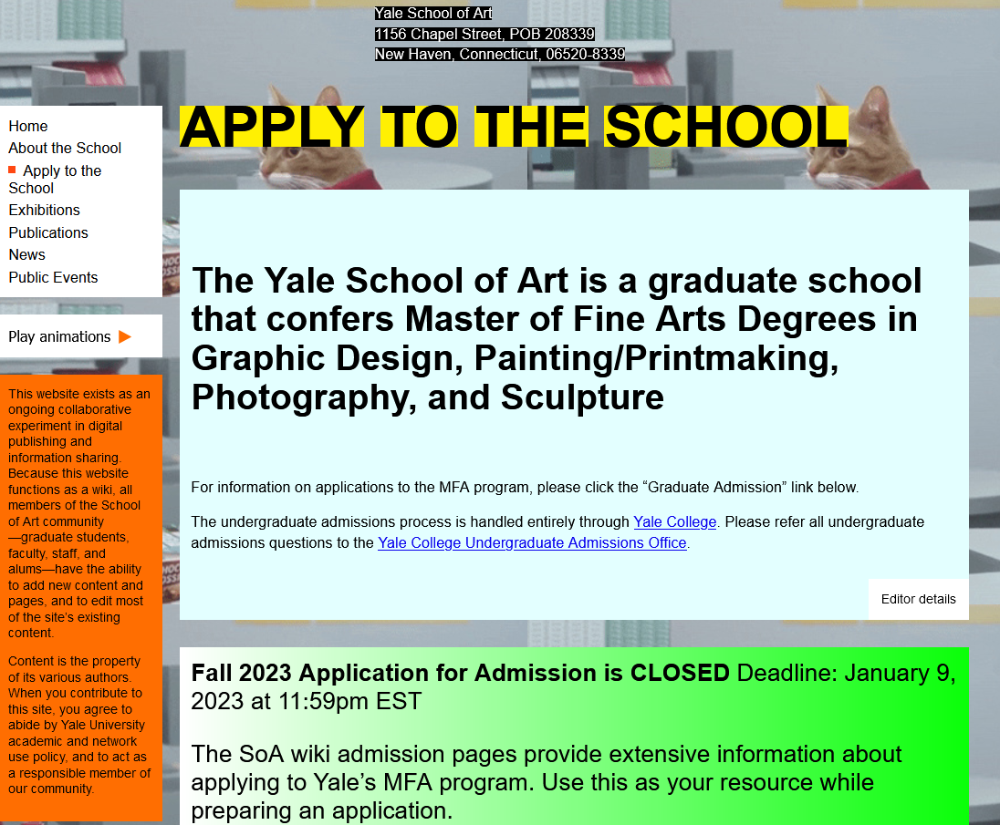 Yale School of Art
1156 Chapel Street, POB 208339
New Haven, Connecticut, 06520-8339
APPLY TO THE SCHOOL
Home
About the School
Apply to the
School
Exhibitions
Publications
News
Public Events
Play animations
This website exists as an
ongoing collaborative
experiment in digital
publishing and
information sharing.
Because this website
functions as a wiki, all
members of the School
of Art community
—graduate students,
faculty, staff, and
alums—have the ability
to add new content and
pages, and to edit most
of the site’s existing
content.
Content is the property
of its various authors.
When you contribute to
this site, you agree to
abide by Yale University
academic and network
use policy, and to act as
a responsible member of
our community.
The Yale School of Art is a graduate school
that confers Master of Fine Arts Degrees in
Graphic Design, Painting/Printmaking,
Photography, and Sculpture
For information on applications to the MFA program, please click the “Graduate Admission” link below.
The undergraduate admissions process is handled entirely through Yale College. Please refer all undergraduate
admissions questions to the Yale College Undergraduate Admissions Office.
Editor details
Fall 2023 Application for Admission is CLOSED Deadline: January 9,
2023 at 11:59pm EST
The SoA wiki admission pages provide extensive information about
applying to Yale’s MFA program. Use this as your resource while
preparing an application.